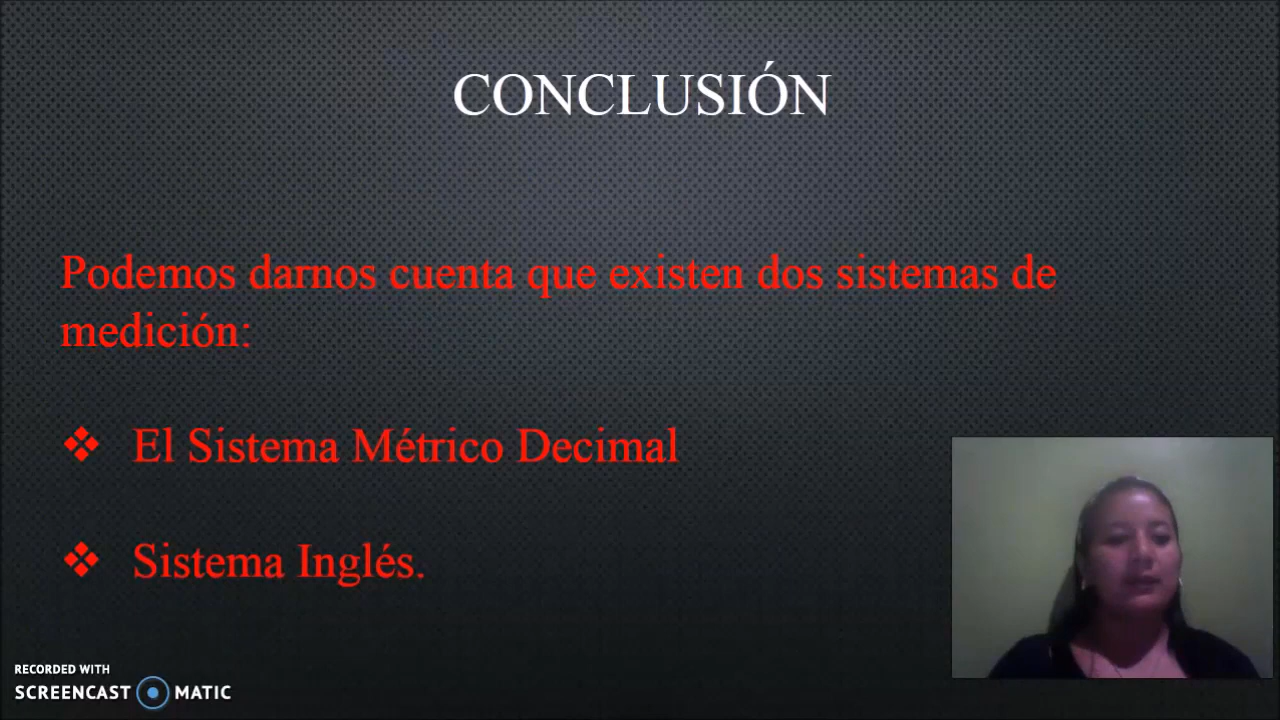 CONCLUSIÓN
Podemos darnos cuenta que existen dos sistemas de
medición:
❖ El Sistema Métrico Decimal
❖ Sistema Inglés.
RECORDED WITH
SCREENCAST MATIC